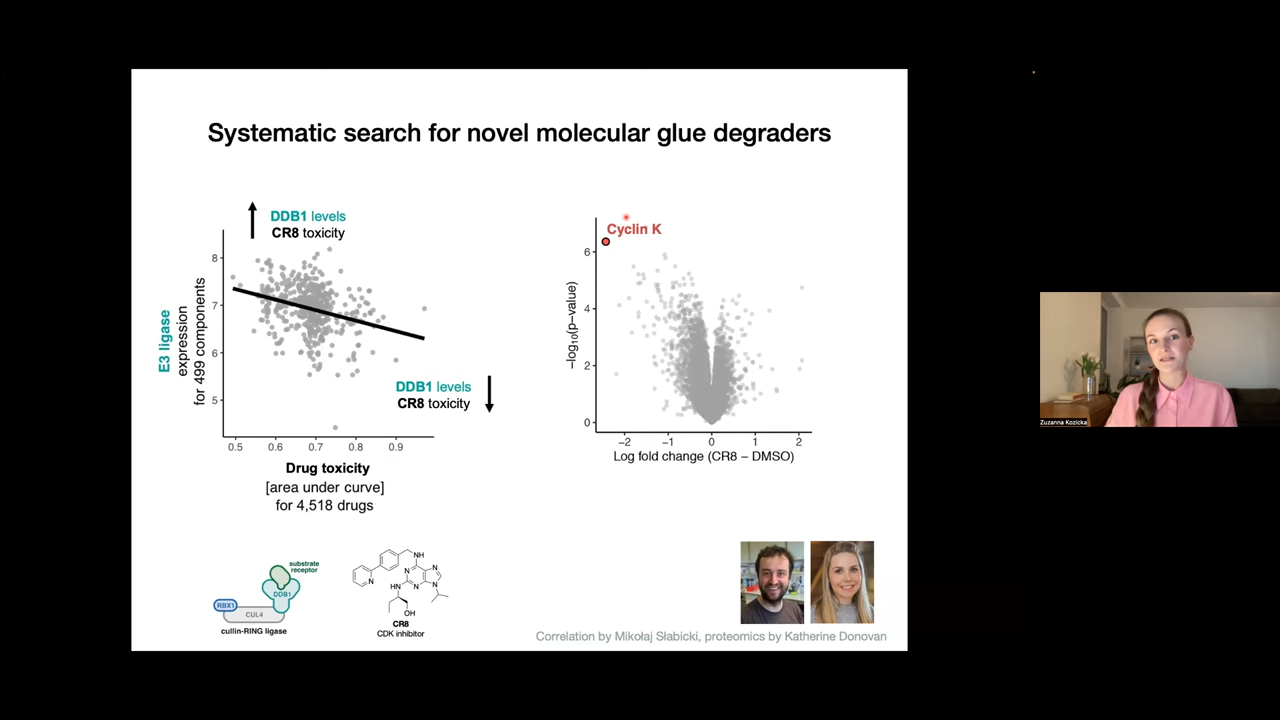 Systematic search for novel molecular glue degraders
DDB1 levels
CR8 toxicity
8
7
6
5
E3 ligase
expression
for 499 components
DDB1 levels
CR8 toxicity
0.5 0.6 0.7 0.8 0.9
Drug toxicity
[area under curve]
for 4,518 drugs
Cyclin K
6
4
2
0
−log10(p−value)
−2 −1 0 1 2
Log fold change (CR8 − DMSO)
substrate
receptor
DDB1
RBX1
CUL4
cullin-RING ligase
NH
N
N
N
N
N
HN
OH
CR8
CDK inhibitor
Correlation by Mikołaj Słabicki, proteomics by Katherine Donovan
Zuzanna Kozicka